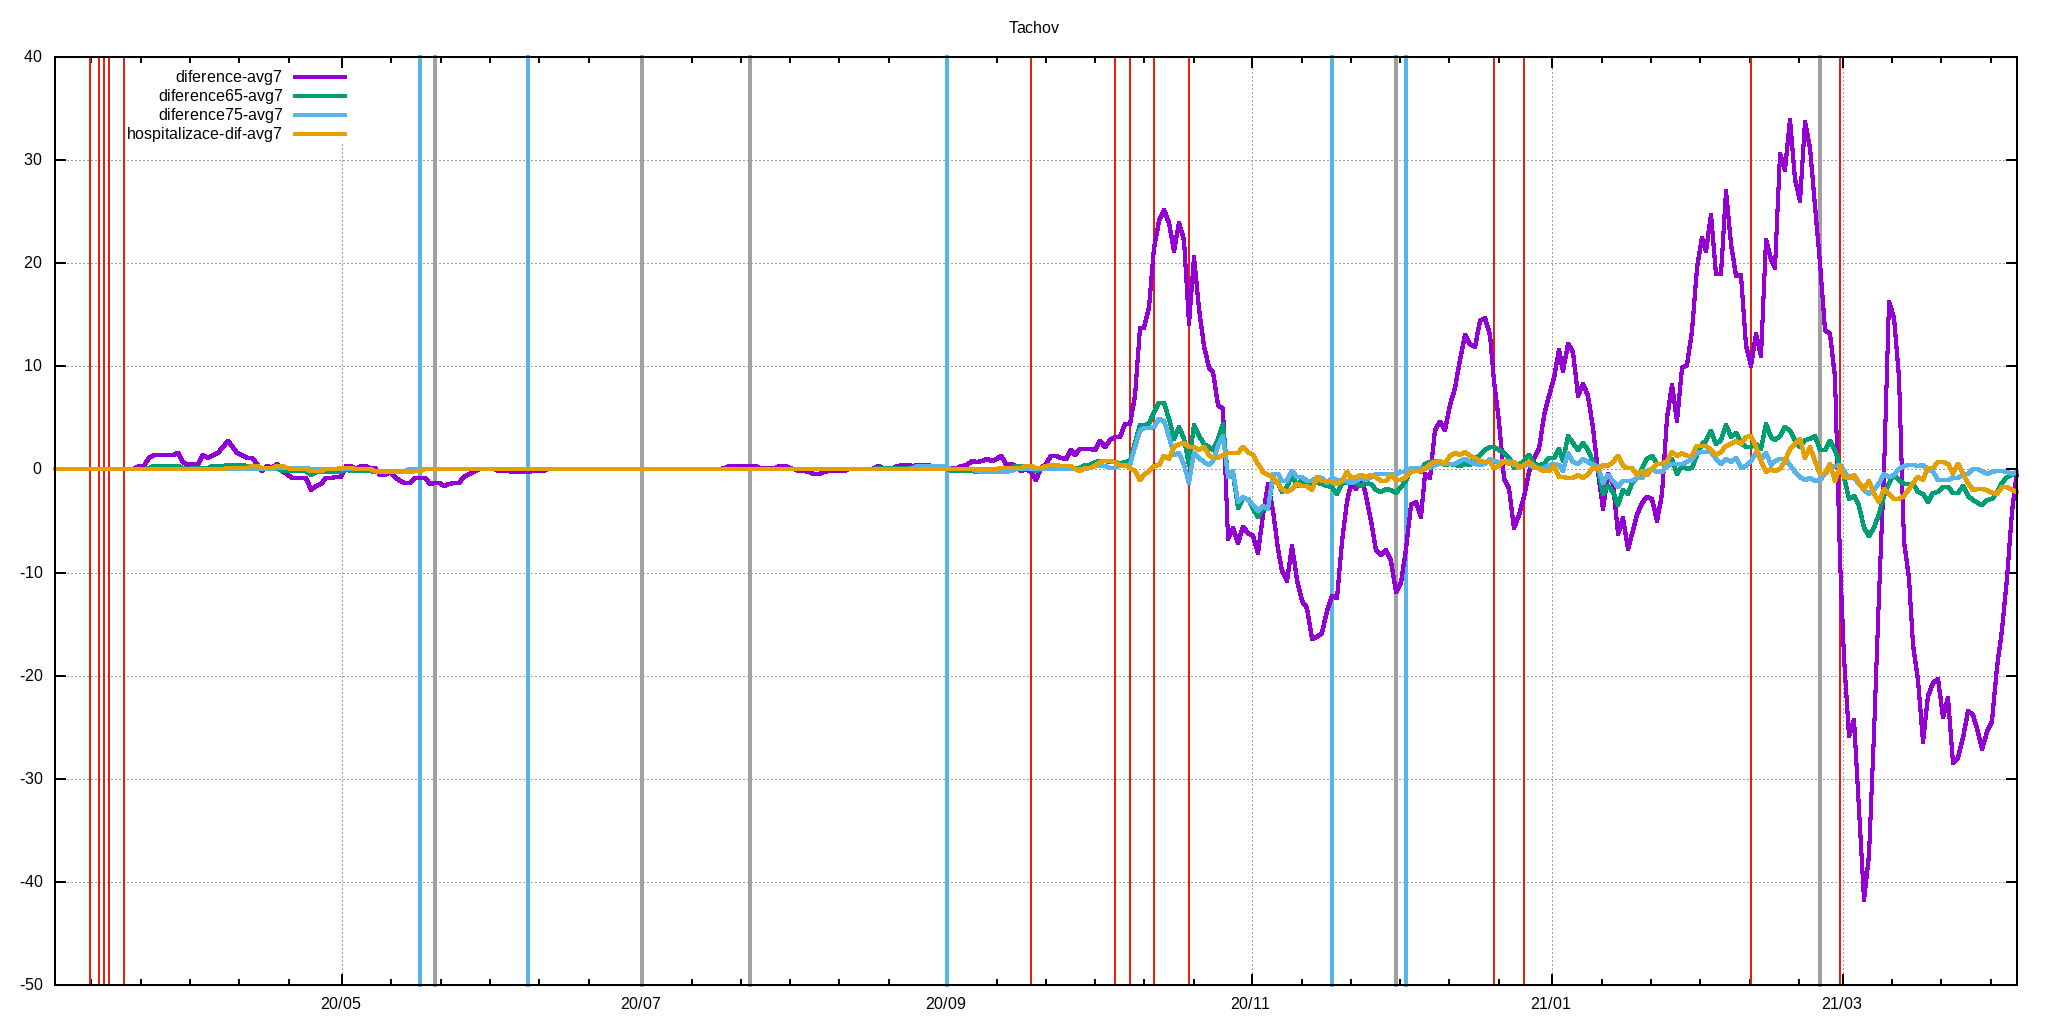 Tachov
40
diference-avg7
diference65-avg7
diference75-avg7
hospitalizace-dif-avg7
30
20
10
0
-10
-20
-30
-40
-50
20/05 20/07 20/09 20/11 21/01 21/03